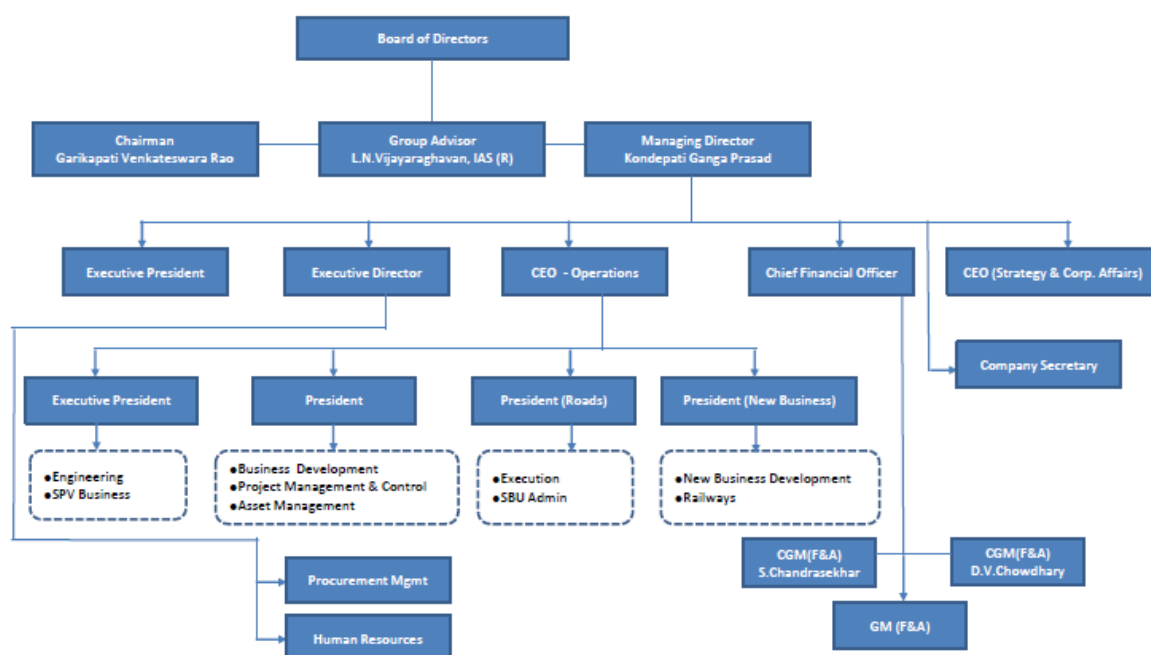 Board of Directors
Chairman
Garikapati Venkateswara Rao
Group Advisor
L.N.Vijayaraghavan, IAS (R)
Managing Director
Kondepati Ganga Prasad
Executive President
Executive Director
CEO - Operations
Chief Financial Officer
CEO (Strategy & Corp. Affairs)
Company Secretary
Executive President
President
President (Roads)
President (New Business)
●Engineering
●SPV Business
●Business Development
●Project Management & Control
●Asset Management
●Execution
●SBU Admin
●New Business Development
●Railways
CGM(F&A)
S.Chandrasekhar
CGM(F&A)
D.V.Chowdhary
Procurement Mgmt
GM (F&A)
Human Resources